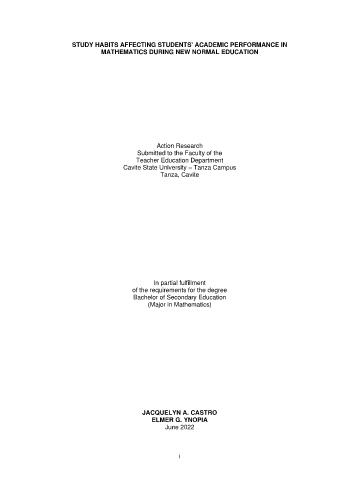 STUDY HABITS AFFECTING STUDENTS' ACADEMIC PERFORMANCE IN
MATHEMATICS DURING NEW NORMAL EDUCATION
Action Research
Submitted to the Faculty of the
Teacher Education Department
Cavite State University – Tanza Campus
Tanza, Cavite
In partial fulfillment
of the requirements for the degree
Bachelor of Secondary Education
(Major in Mathematics)
JACQUELYN A. CASTRO
ELMER G. YNOPIA
June 2022
i